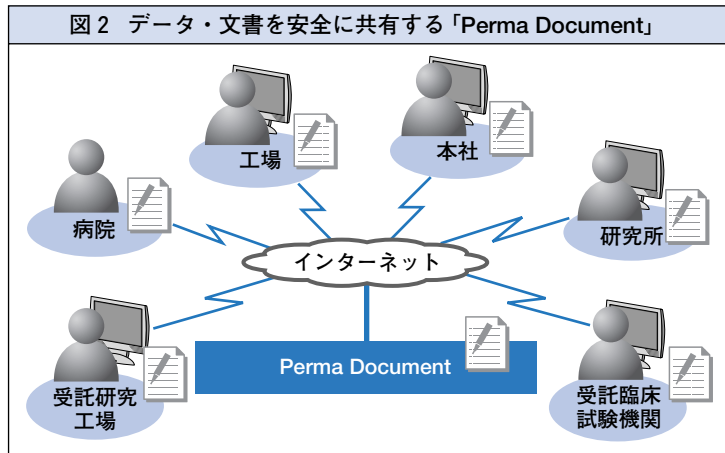 図2 データ・文書を安全に共有する「Perma Document」
工場
本社
病院
研究所
インターネット
Perma Document
受託研究
工場
受託臨床
試験機関